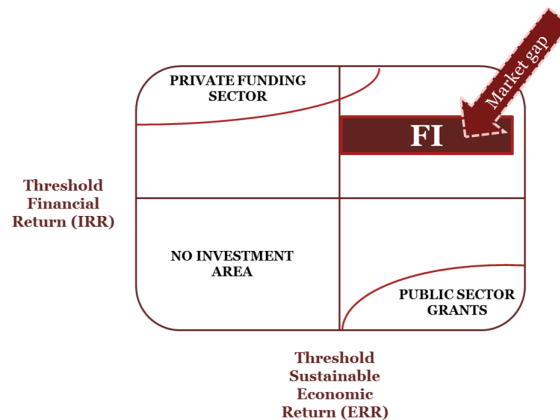 Market gap
PRIVATE FUNDING
SECTOR
FI
Threshold
Financial
Return (IRR)
NO INVESTMENT
AREA
PUBLIC SECTOR
GRANTS
Threshold
Sustainable
Economic
Return (ERR)